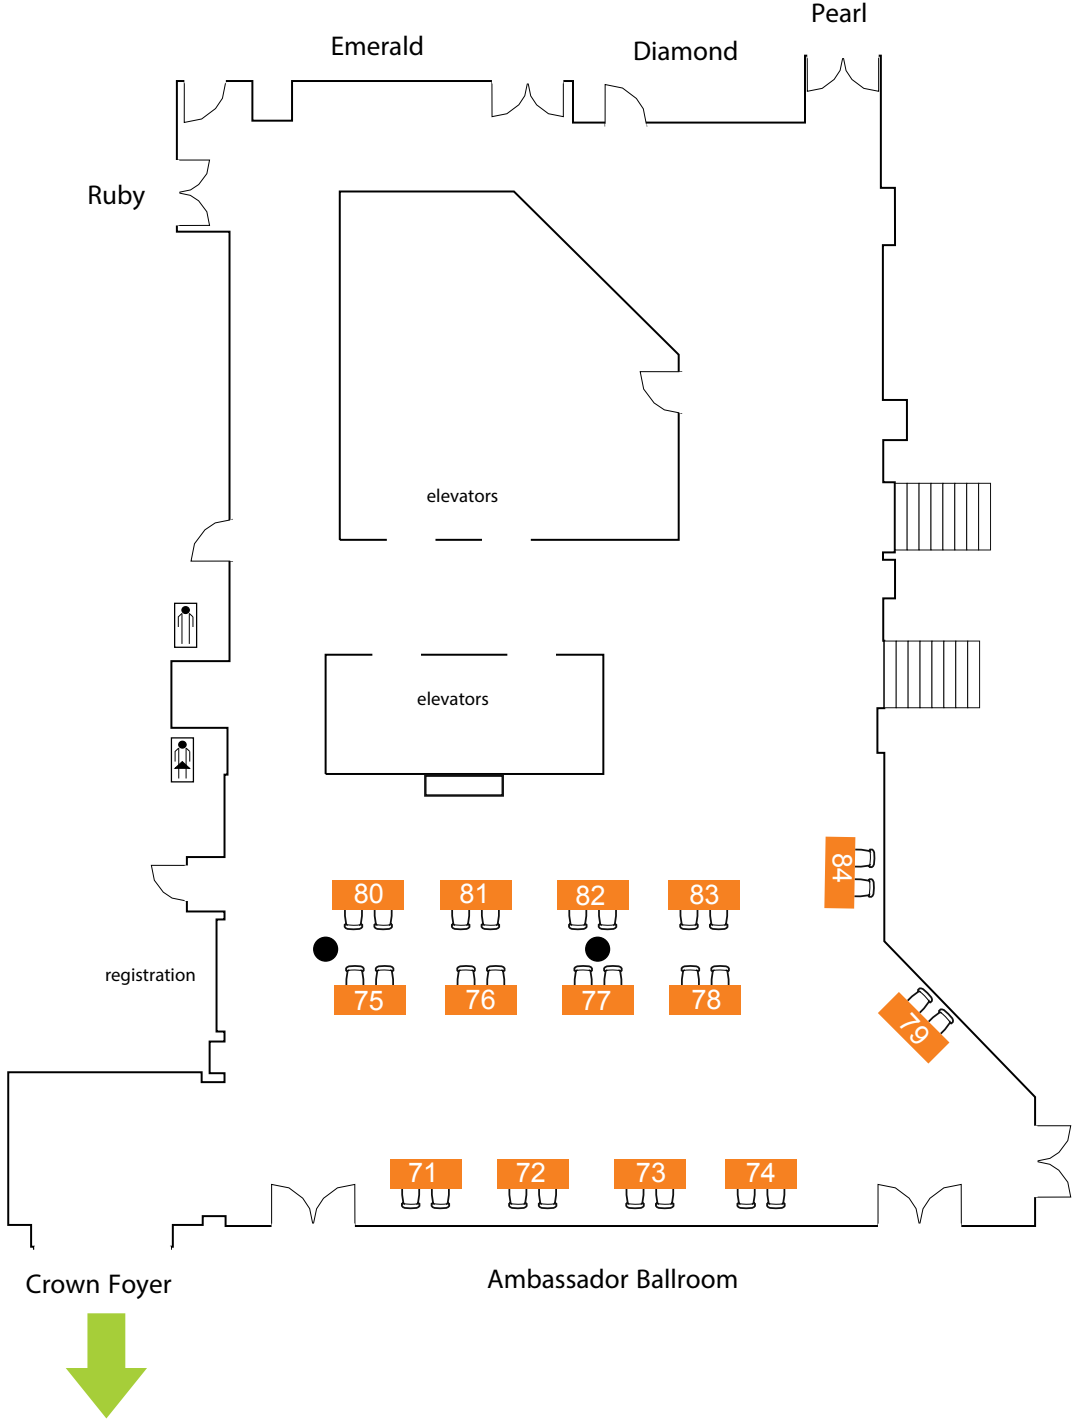 Pearl
Emerald
Diamond
Ruby
elevators
elevators
84
80 81 82 83
registration
75 76 77 78
79
71 72 73 74
Crown Foyer
Ambassador Ballroom